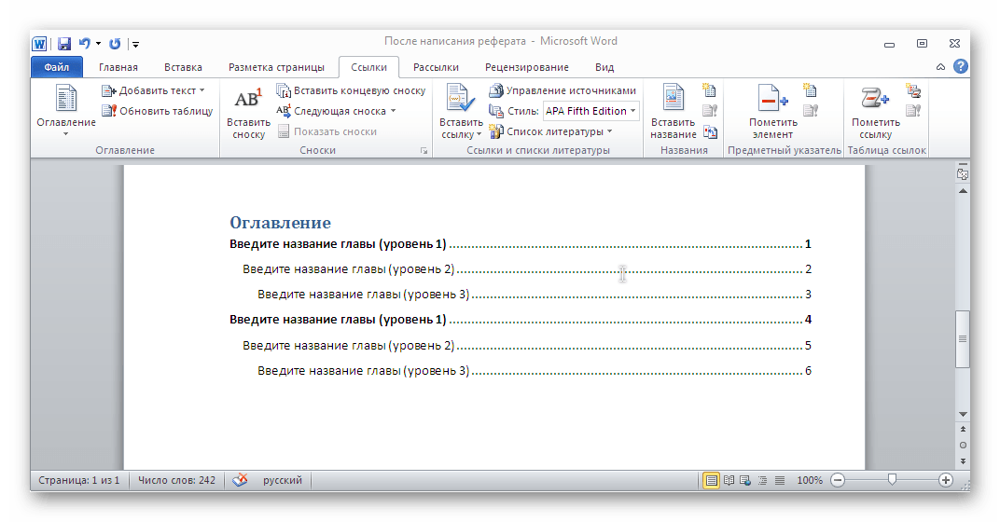 После написания реферата - Microsoft Word
Файл Главная Вставка Разметка страницы Ссылки Рассылки Рецензирование Вид
Оглавление
Добавить текст
Обновить таблицу
Оглавление
AB1
Вставить сноску
Вставить концевую сноску
Следующая сноска
Показать сноски
Сноски
Вставить ссылку
Управление источниками
Стиль: APA Fifth Edition
Список литературы
Ссылки и списки литературы
Вставить название
Названия
Пометить элемент
Предметный указатель
Пометить ссылку
Таблица ссылок
Оглавление
Введите название главы (уровень 1) 1
Введите название главы (уровень 2) 2
Введите название главы (уровень 3) 3
Введите название главы (уровень 1) 4
Введите название главы (уровень 2) 5
Введите название главы (уровень 3) 6
Страница: 1 из 1 Число слов: 242 русский 100%